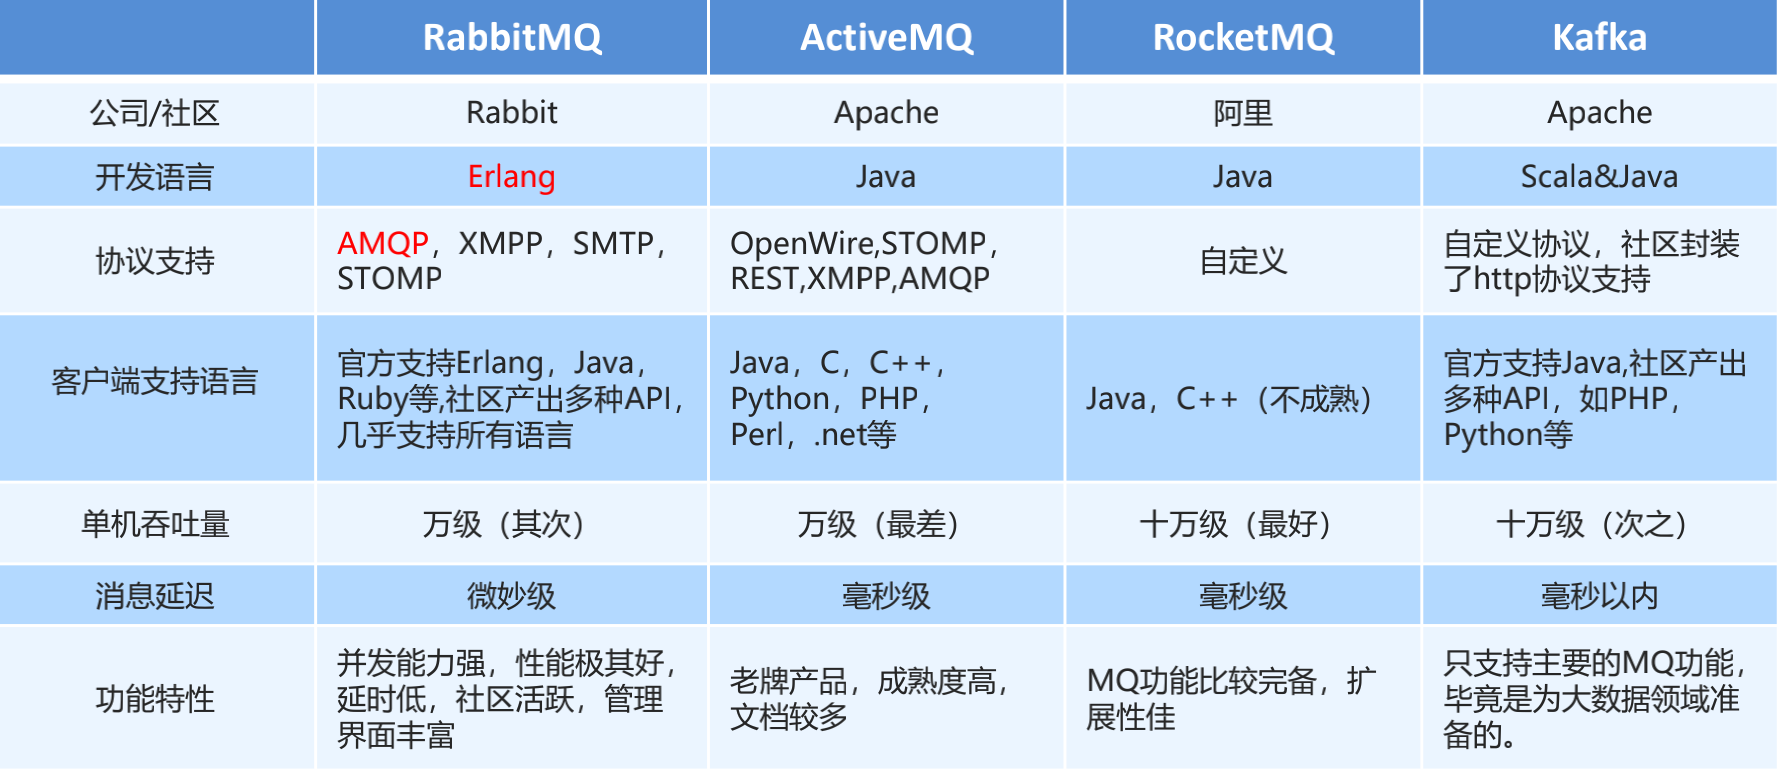 RabbitMQ ActiveMQ RocketMQ Kafka
公司/社区 Rabbit Apache 阿里 Apache
开发语言 Erlang Java Java Scala&Java
协议支持
AMQP，XMPP，SMTP，
STOMP
OpenWire,STOMP，
REST,XMPP,AMQP
自定义
自定义协议，社区封装
了http协议支持
客户端支持语言
官方支持Erlang，Java，
Ruby等,社区产出多种API，
几乎支持所有语言
Java，C，C++，
Python，PHP，
Perl，.net等
Java，C++（不成熟）
官方支持Java,社区产出
多种API，如PHP，
Python等
单机吞吐量 万级（其次） 万级（最差） 十万级（最好） 十万级（次之）
消息延迟 微妙级 毫秒级 毫秒级 毫秒以内
功能特性
并发能力强，性能极其好，
延时低，社区活跃，管理
界面丰富
老牌产品，成熟度高，
文档较多
MQ功能比较完备，扩
展性佳
只支持主要的MQ功能，
毕竟是为大数据领域准
备的。